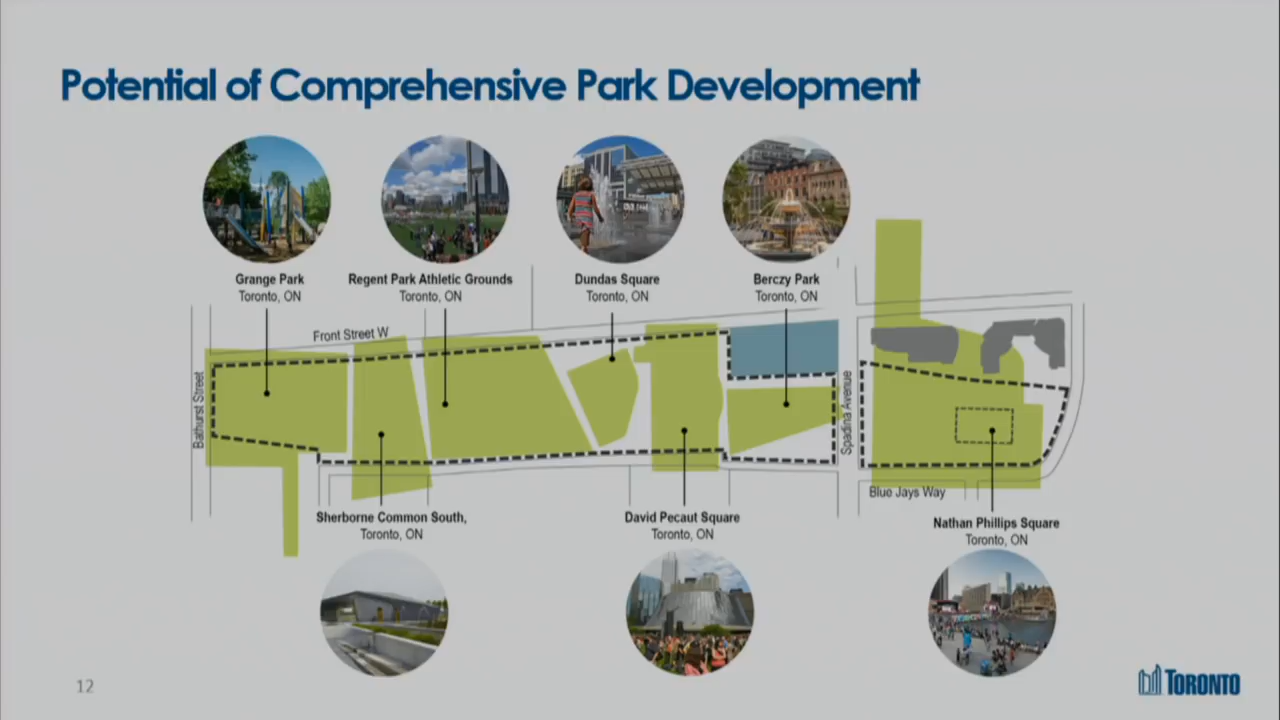 Potential of Comprehensive Park Development
Grange Park
Toronto, ON
Regent Park Athletic Grounds
Toronto, ON
Dundas Square
Toronto, ON
Berczy Park
Toronto, ON
Front Street W
Bathurst Street
Spadina Avenue
Blue Jays Way
Sherborne Common South,
Toronto, ON
David Pecaut Square
Toronto, ON
Nathan Phillips Square
Toronto, ON
12
TORONTO